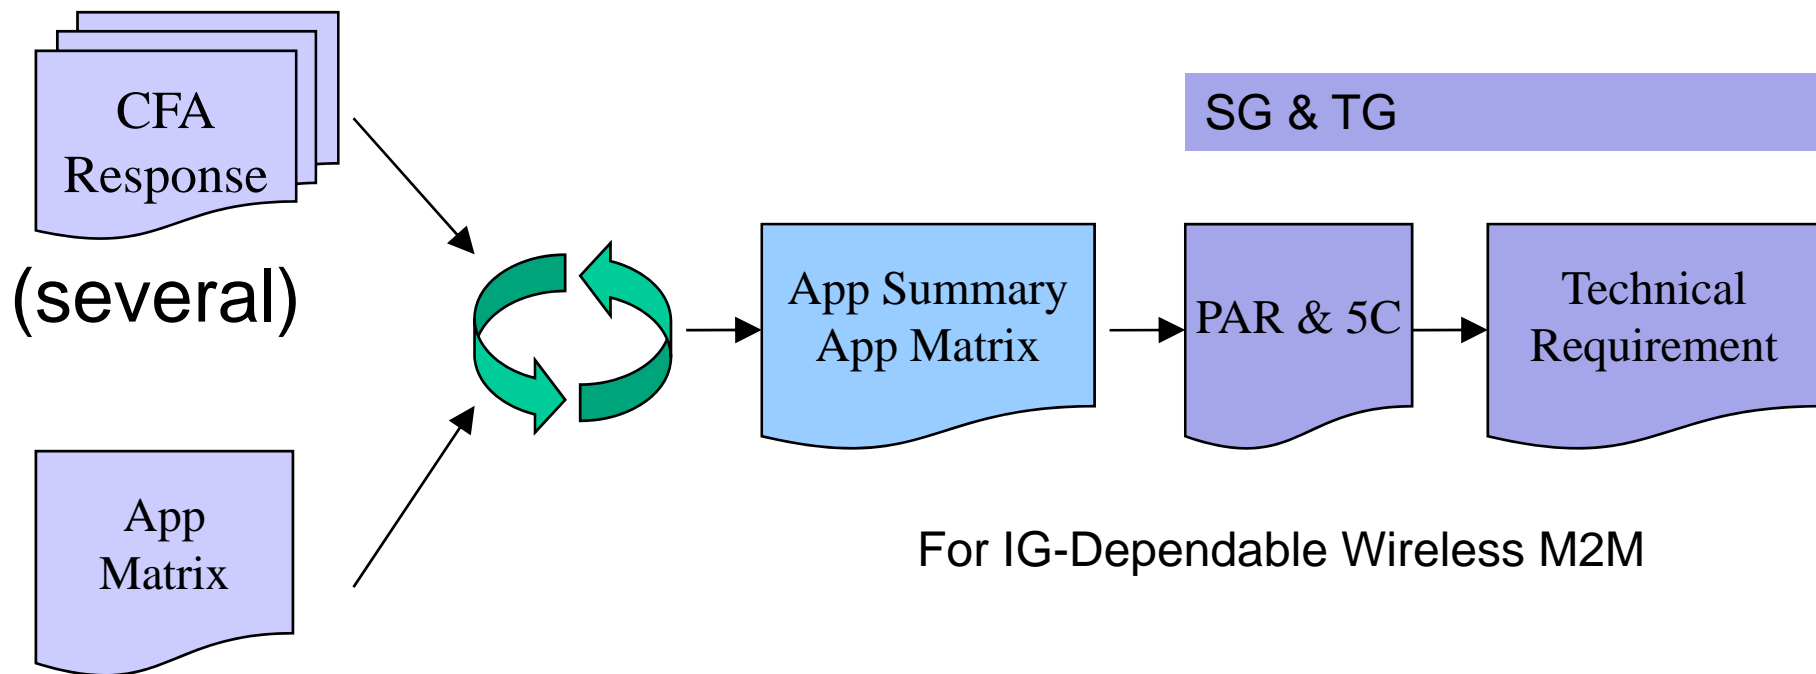 CFA
Response
(several)
App
Matrix
App Summary
App Matrix
SG & TG
PAR & 5C
Technical
Requirement
For IG-Dependable Wireless M2M